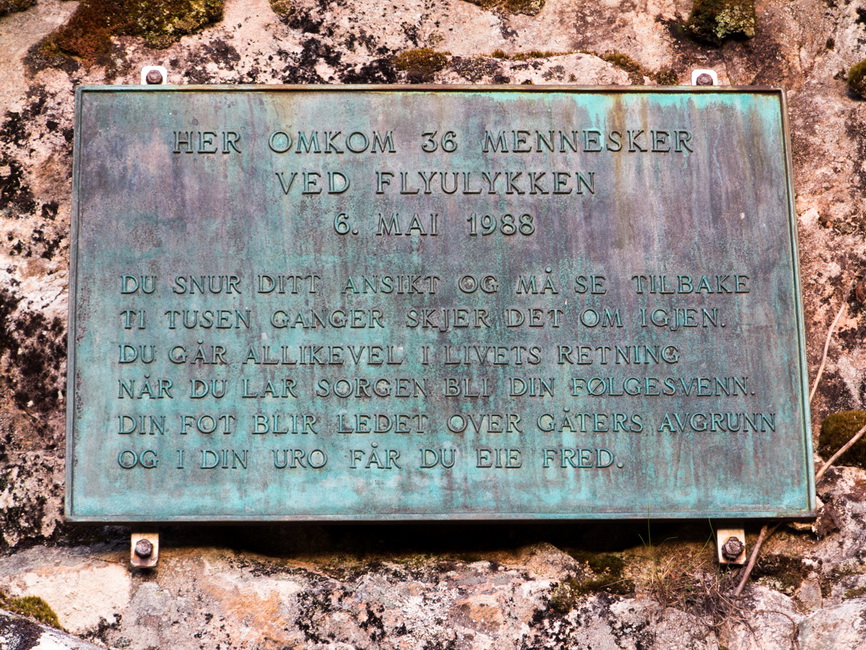 HER OMKOM 36 MENNESKER
VED FLYULYKKEN
6. MAI 1988
DU SNUR DITT ANSIKT OG MÅ SE TILBAKE
TI TUSEN GANGER SKJER DET OM IGJEN.
DU GÅR ALLIKEVEL I LIVETS RETNING
NÅR DU LAR SORGEN BLI DIN FØLGESVENN.
DIN FOT BLIR LEDET OVER GÅTERS AVGRUNN
OG I DIN URO FÅR DU EIE FRED.